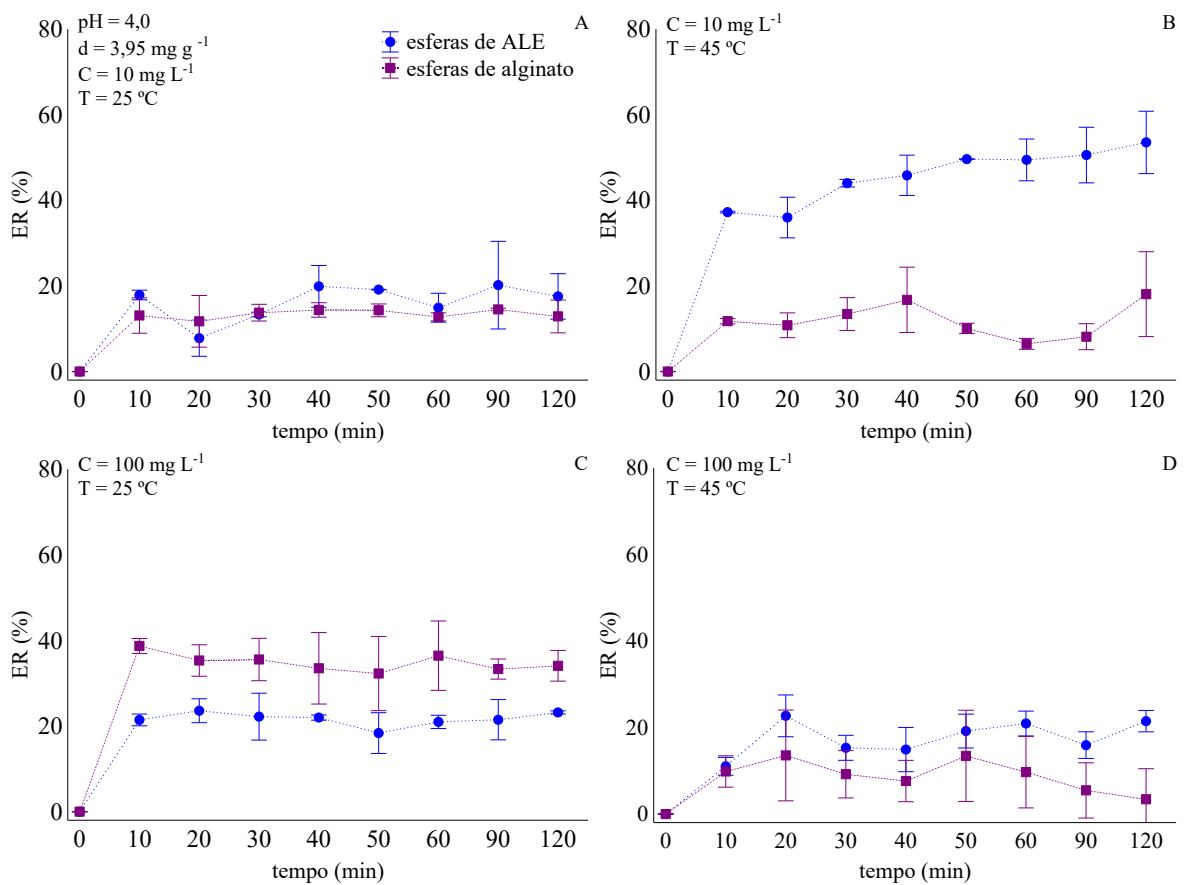 pH = 4,0
d = 3,95 mg g ⁻¹
C = 10 mg L⁻¹
T = 25 ºC
A
esferas de ALE
esferas de alginato
80
60
40
20
0
ER (%)
0 10 20 30 40 50 60 90 120
tempo (min)
C = 10 mg L⁻¹
T = 45 ºC
B
80
60
40
20
0
ER (%)
0 10 20 30 40 50 60 90 120
tempo (min)
C = 100 mg L⁻¹
T = 25 ºC
C
80
60
40
20
0
ER (%)
0 10 20 30 40 50 60 90 120
tempo (min)
C = 100 mg L⁻¹
T = 45 ºC
D
80
60
40
20
0
ER (%)
0 10 20 30 40 50 60 90 120
tempo (min)